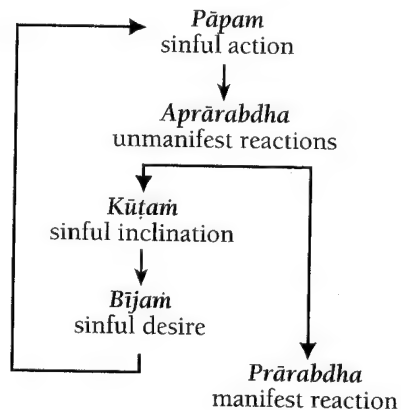 Pāpam
sinful action
Aprārabdha
unmanifest reactions
Kūṭaṁ
sinful inclination
Bījaṁ
sinful desire
Prārabdha
manifest reaction